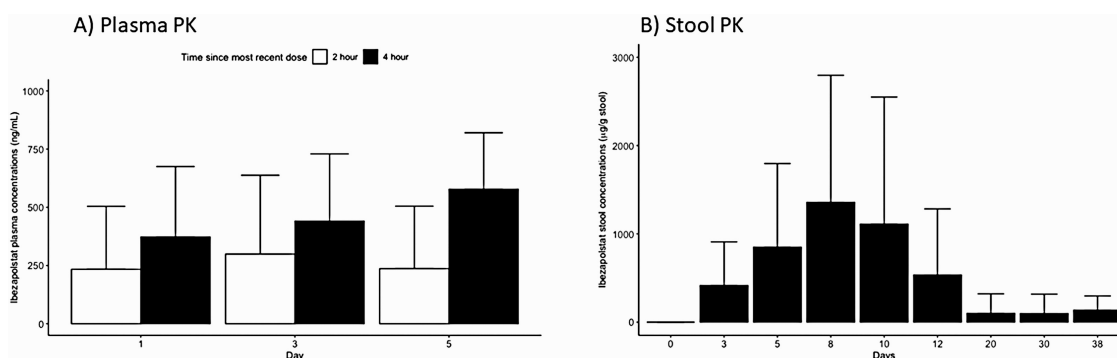 A) Plasma PK
Time since most recent dose 2 hour 4 hour
Ibezapolstat plasma concentrations (ng/mL)
1000
750
500
250
0
1 3 5
Day
B) Stool PK
Ibezapolstat stool concentrations (µg/g stool)
3000
2000
1000
0
0 3 5 8 10 12 20 30 38
Days